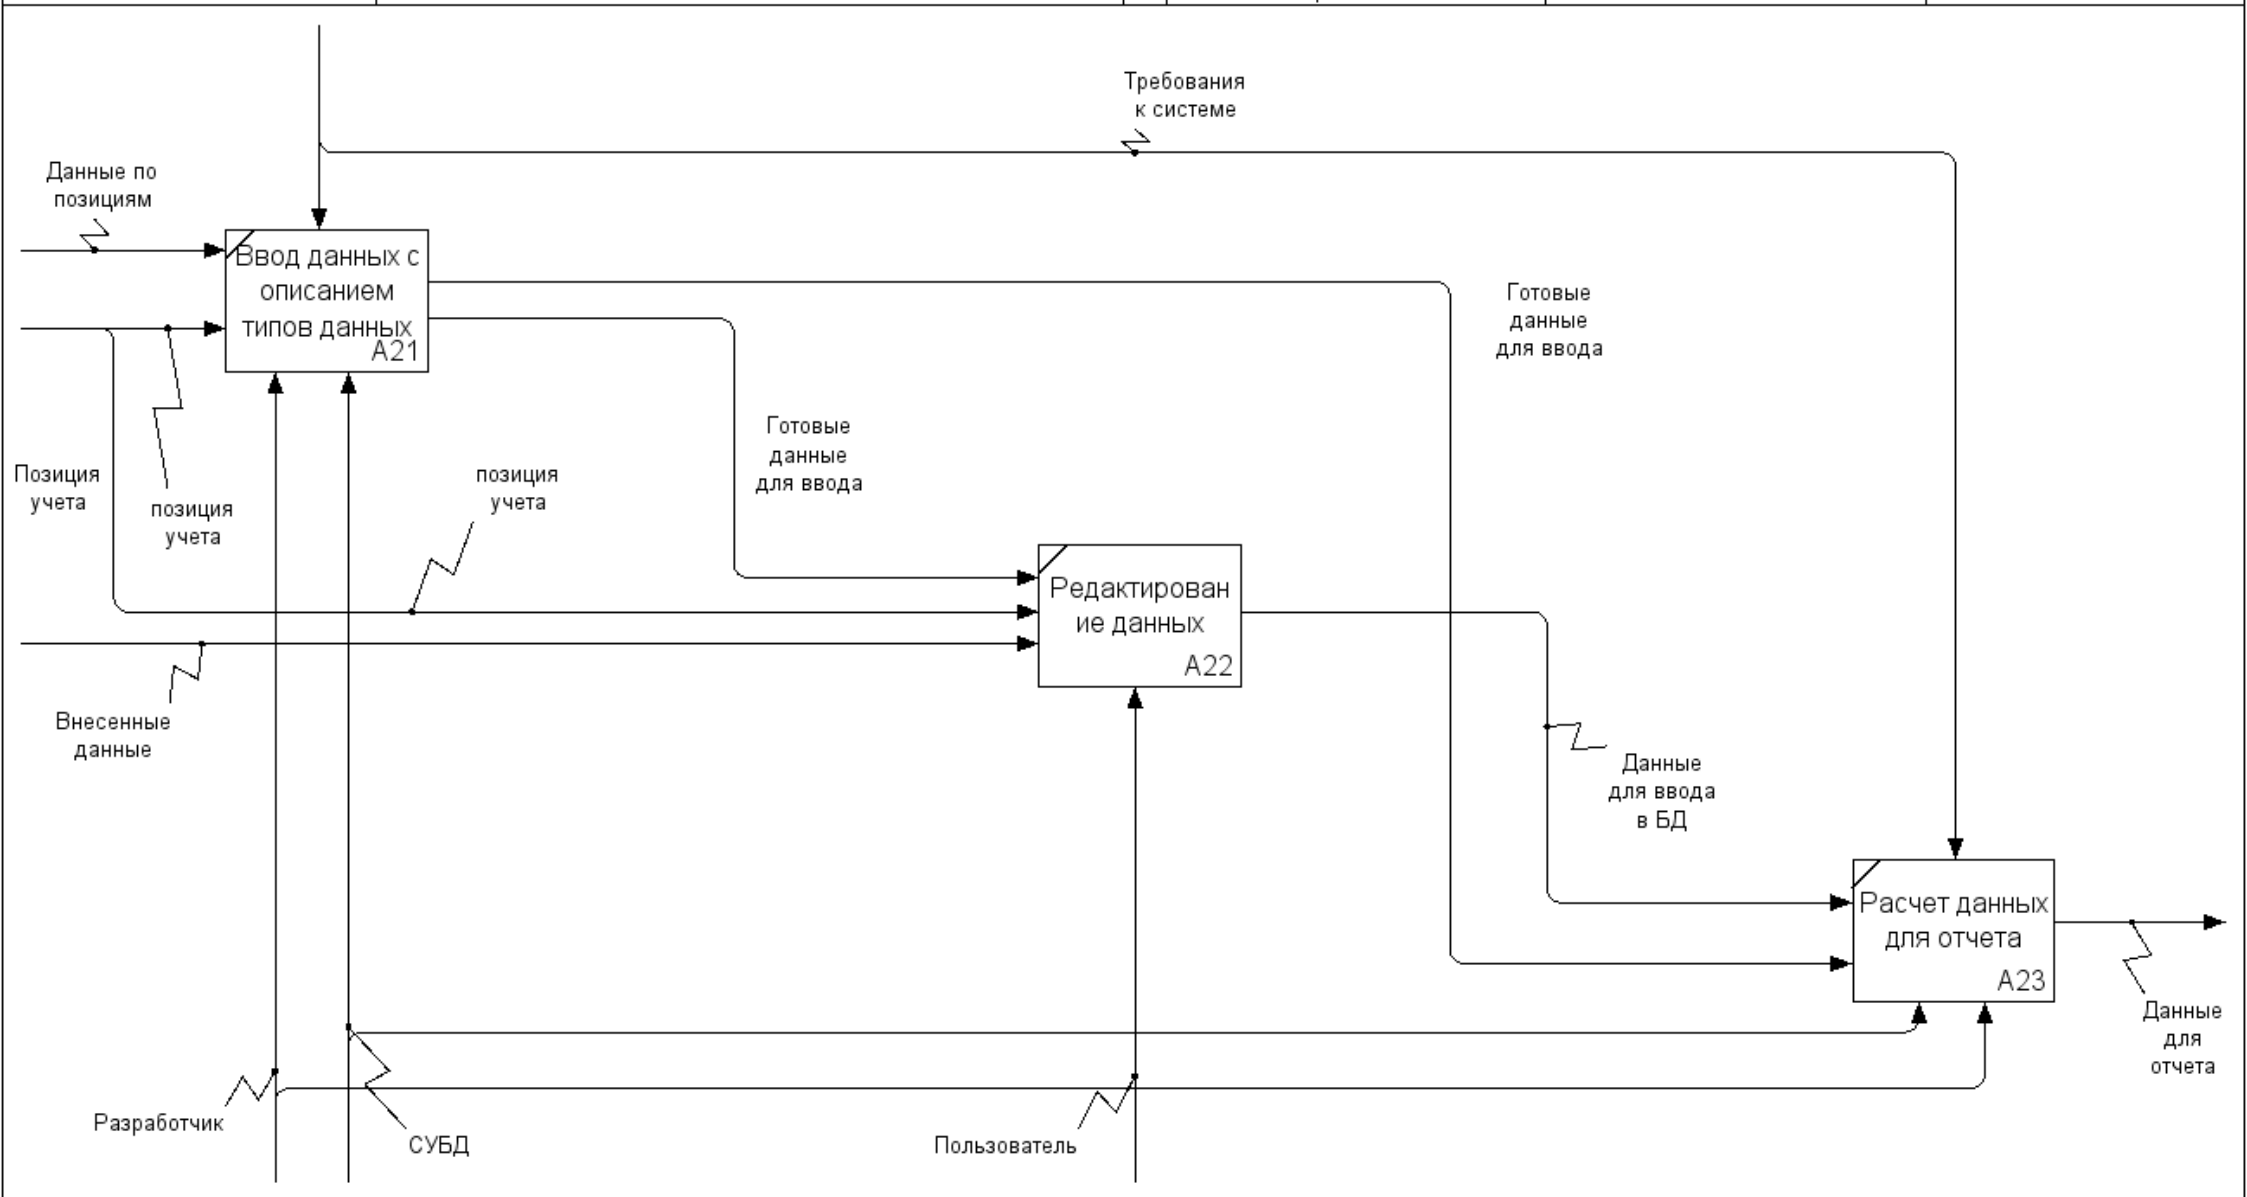 Требования
к системе
Данные по
позициям
Ввод данных с
описанием
типов данных
A21
Готовые
данные
для ввода
Готовые
данные
для ввода
Позиция
учета
позиция
учета
позиция
учета
Редактирован
ие данных
A22
Внесенные
данные
Данные
для ввода
в БД
Расчет данных
для отчета
A23
Данные
для
отчета
Разработчик
СУБД
Пользователь